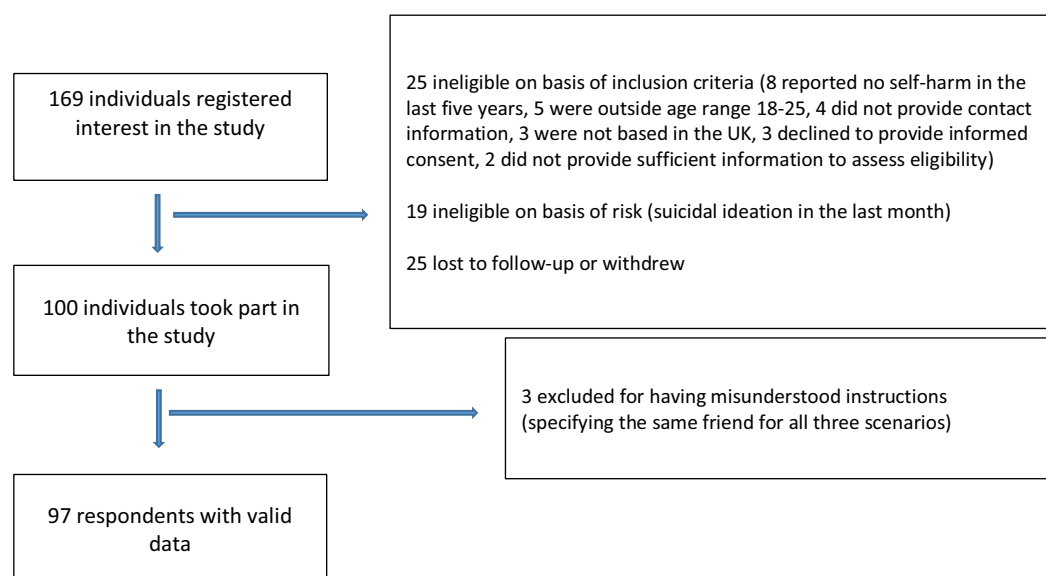 169 individuals registered
interest in the study
25 ineligible on basis of inclusion criteria (8 reported no self-harm in the
last five years, 5 were outside age range 18-25, 4 did not provide contact
information, 3 were not based in the UK, 3 declined to provide informed
consent, 2 did not provide sufficient information to assess eligibility)
19 ineligible on basis of risk (suicidal ideation in the last month)
25 lost to follow-up or withdrew
100 individuals took part in
the study
3 excluded for having misunderstood instructions
(specifying the same friend for all three scenarios)
97 respondents with valid
data